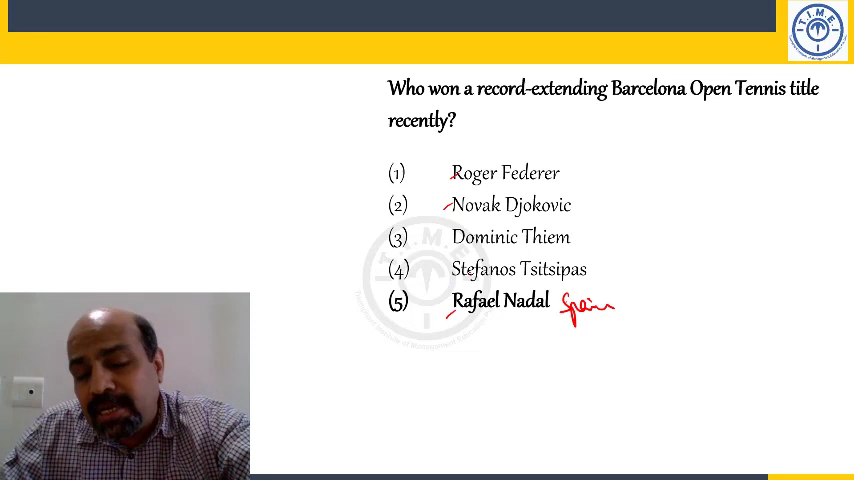 T.I.M.E.
Who won a record-extending Barcelona Open Tennis title
recently?
(1) Roger Federer
(2) Novak Djokovic
(3) Dominic Thiem
(4) Stefanos Tsitsipas
(5) Rafael Nadal Spain
T.I.M.E.